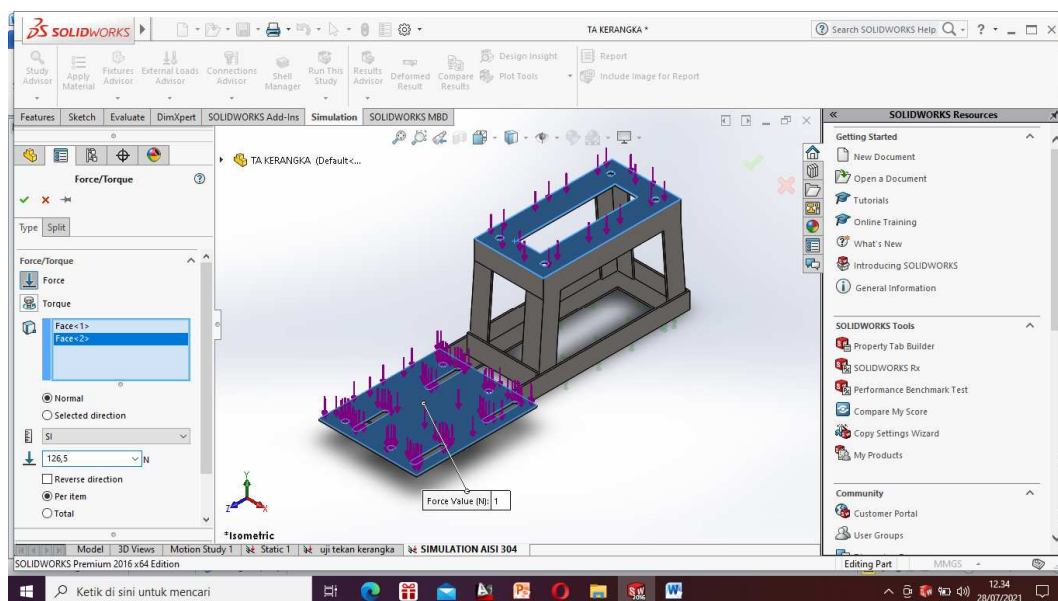 SOLIDWORKS
TA KERANGKA *
Search SOLIDWORKS Help
Study Advisor
Apply Material
Fixtures Advisor
External Loads Advisor
Connections Advisor
Shell Manager
Run This Study
Results Advisor
Deformed Result
Compare Results
Design Insight
Plot Tools
Report
Include Image for Report
Features Sketch Evaluate DimXpert SOLIDWORKS Add-Ins Simulation SOLIDWORKS MBD
TA KERANGKA (Default<...
Force/Torque
Type Split
Force/Torque
Force
Torque
Face<1>
Face<2>
Normal
Selected direction
SI
126,5 N
Reverse direction
Per item
Total
Force Value (N): 1
Y
Z X
*Isometric
SOLIDWORKS Resources
Getting Started
New Document
Open a Document
Tutorials
Online Training
What's New
Introducing SOLIDWORKS
General Information
SOLIDWORKS Tools
Property Tab Builder
SOLIDWORKS Rx
Performance Benchmark Test
Compare My Score
Copy Settings Wizard
My Products
Community
Customer Portal
User Groups
Model 3D Views Motion Study 1 Static 1 uji tekan kerangka SIMULATION AISI 304
SOLIDWORKS Premium 2016 x64 Edition
Editing Part MMGS
Ketik di sini untuk mencari
12.34
28/07/2021